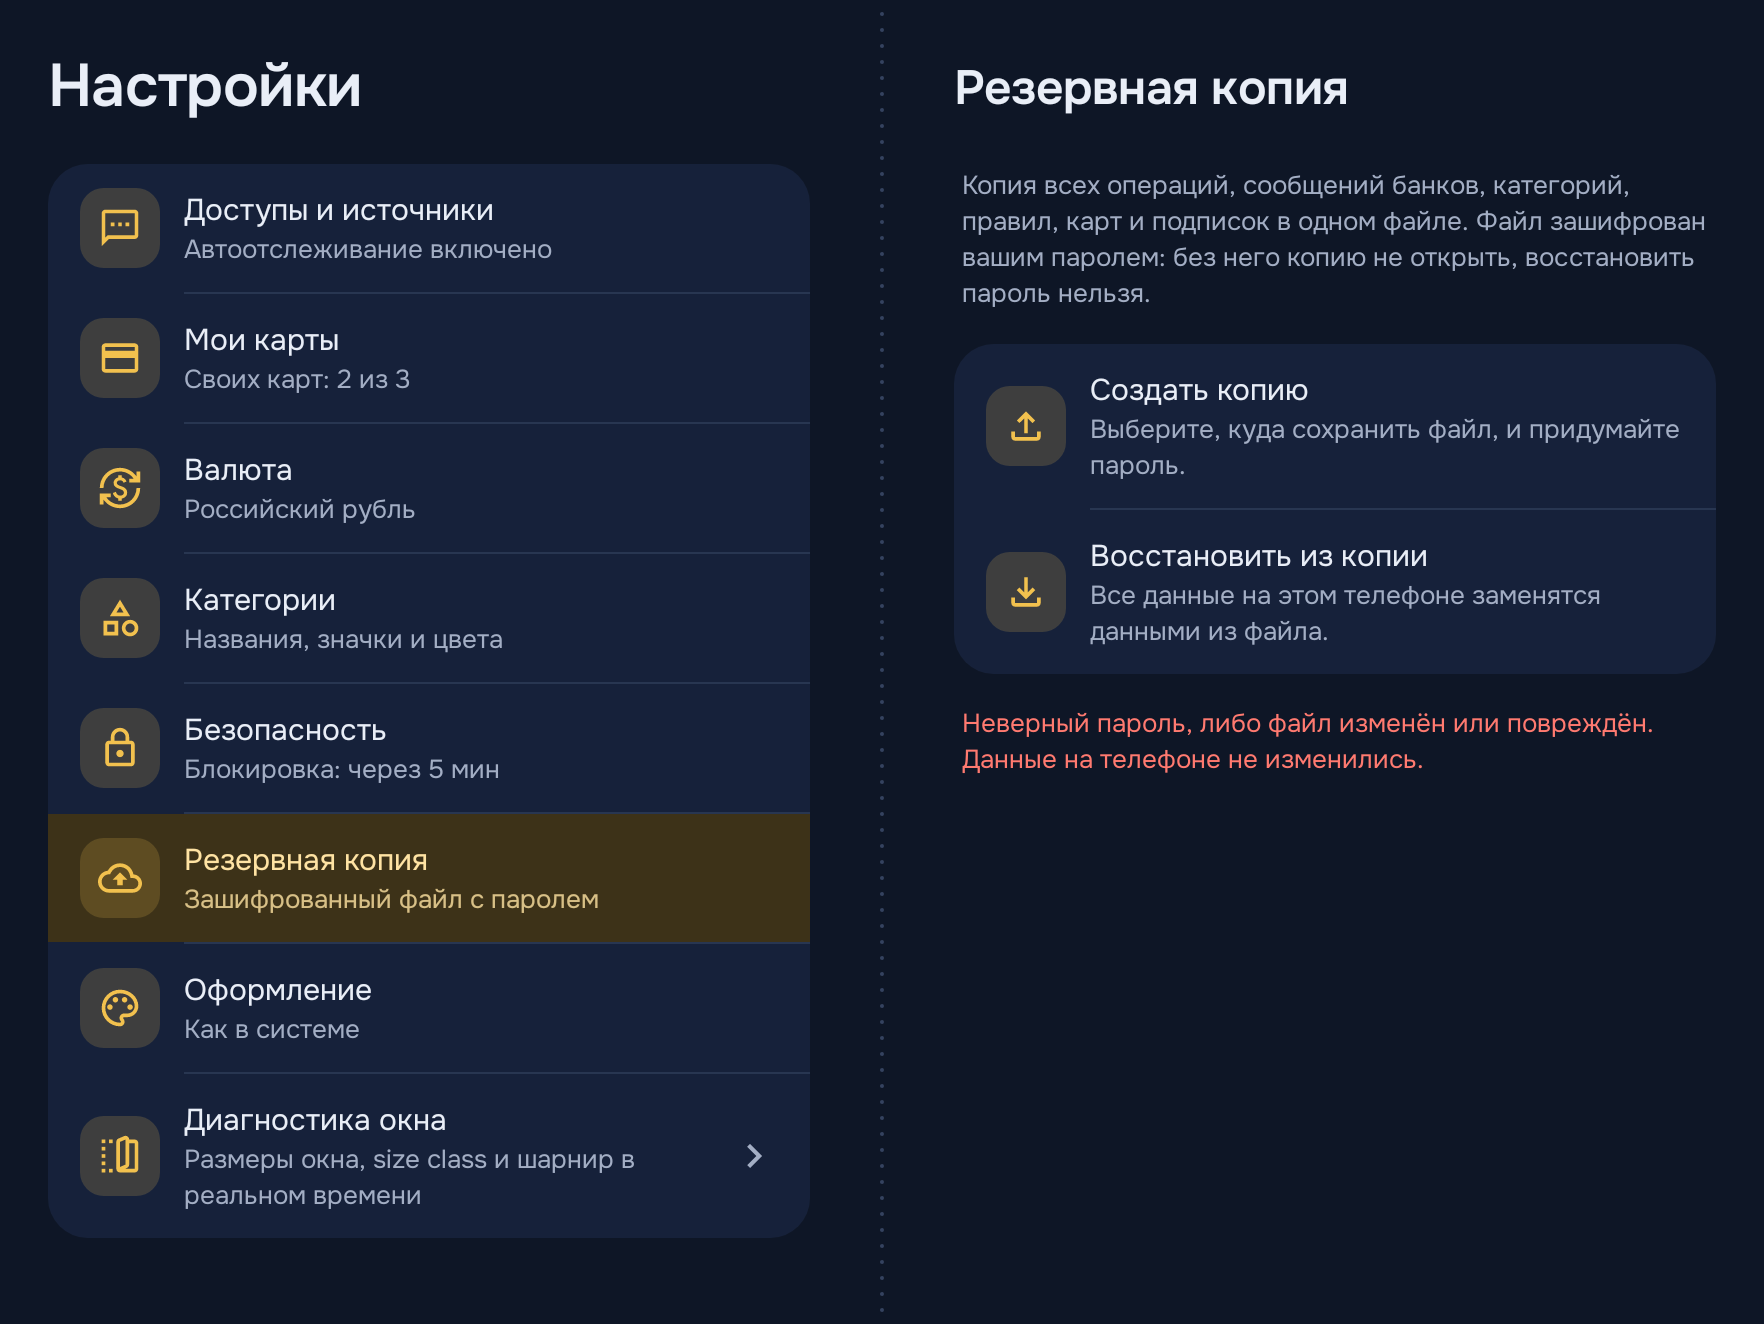 Настройки
Доступы и источники
Автоотслеживание включено
Мои карты
Своих карт: 2 из 3
Валюта
Российский рубль
Категории
Названия, значки и цвета
Безопасность
Блокировка: через 5 мин
Резервная копия
Зашифрованный файл с паролем
Оформление
Как в системе
Диагностика окна
Размеры окна, size class и шарнир в
реальном времени
Резервная копия
Копия всех операций, сообщений банков, категорий,
правил, карт и подписок в одном файле. Файл зашифрован
вашим паролем: без него копию не открыть, восстановить
пароль нельзя.
Создать копию
Выберите, куда сохранить файл, и придумайте
пароль.
Восстановить из копии
Все данные на этом телефоне заменятся
данными из файла.
Неверный пароль, либо файл изменён или повреждён.
Данные на телефоне не изменились.